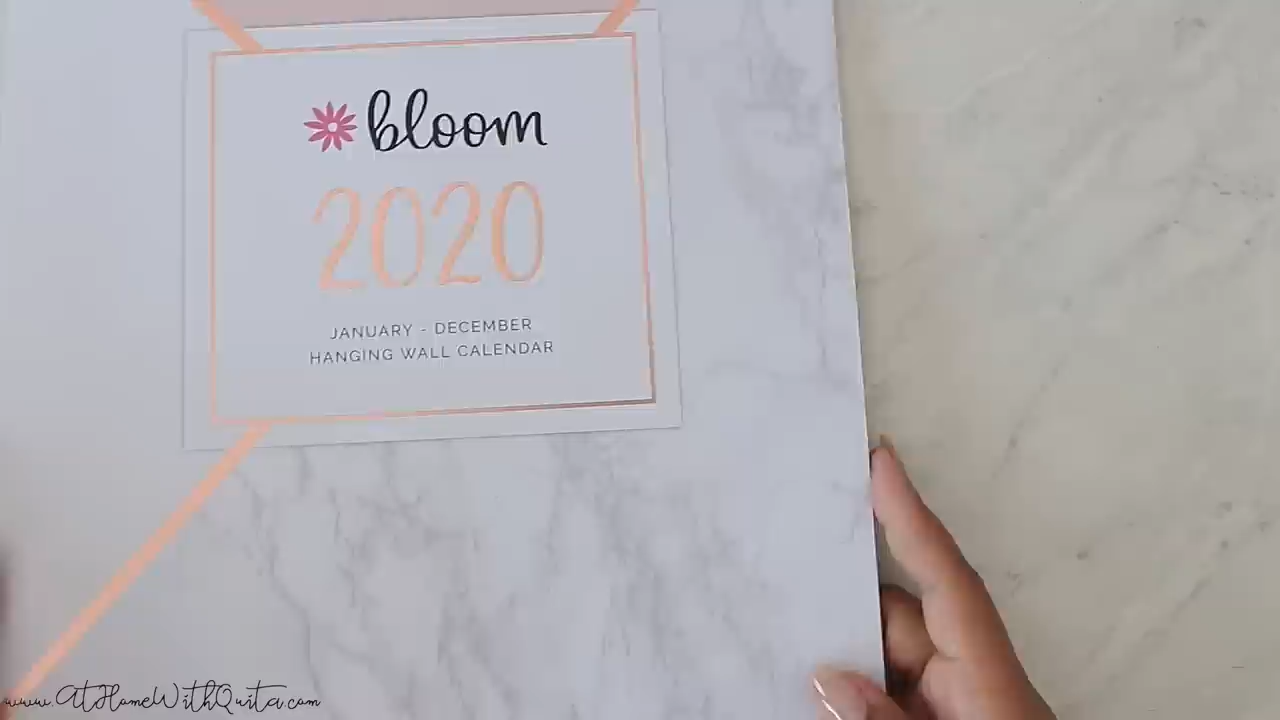 bloom
2020
JANUARY - DECEMBER
HANGING WALL CALENDAR
www.AtHomeWithQuita.com